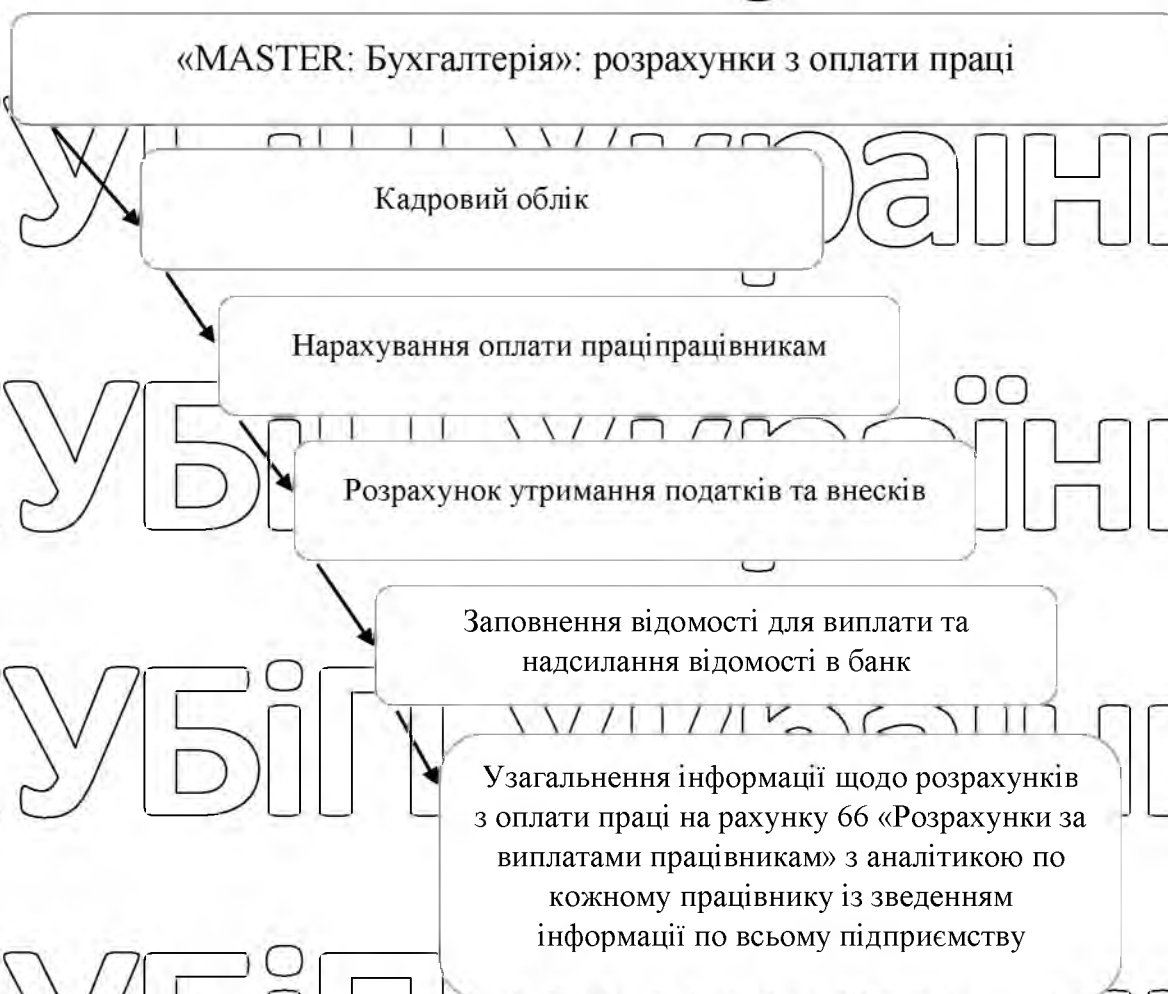 «MASTER: Бухгалтерія»: розрахунки з оплати праці
Кадровий облік
Нарахування оплати праціпрацівникам
Розрахунок утримання податків та внесків
Заповнення відомості для виплати та
надсилання відомості в банк
Узагальнення інформації щодо розрахунків
з оплати праці на рахунку 66 «Розрахунки за
виплатами працівникам» з аналітикою по
кожному працівнику із зведенням
інформації по всьому підприємству